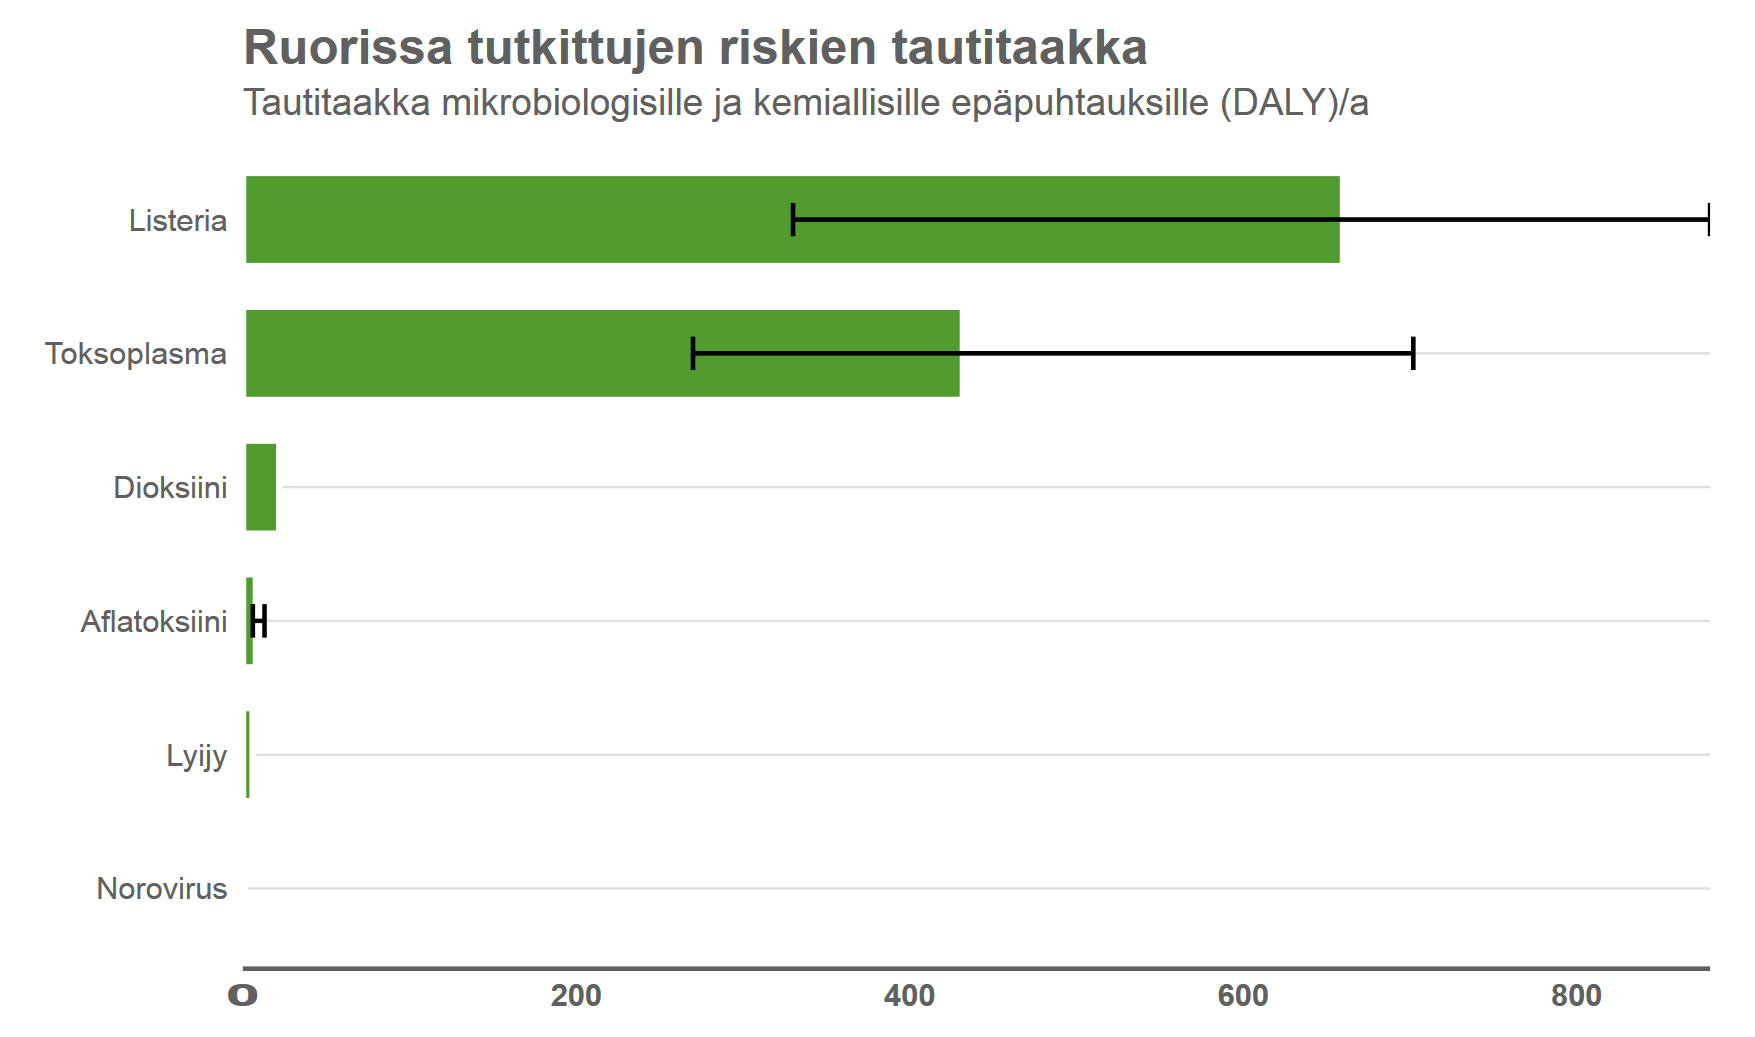 Ruorissa tutkittujen riskien tautitaakka
Tautitaakka mikrobiologisille ja kemiallisille epäpuhtauksille (DALY)/a
Listeria
Toksoplasma
Dioksiini
Aflatoksiini
Lyijy
Norovirus
0 200 400 600 800